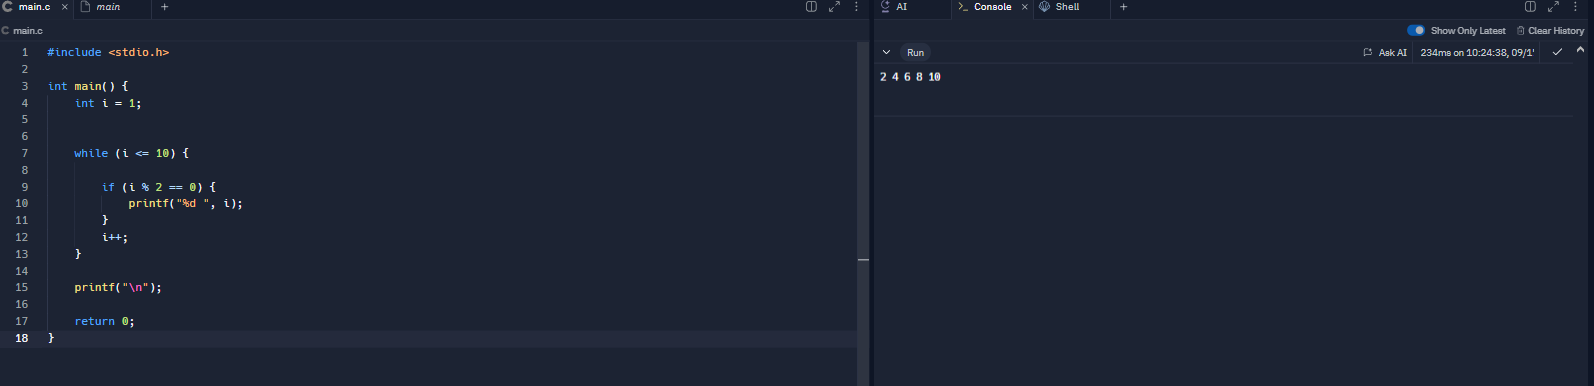 main.c × main +
main.c
1 #include <stdio.h>
2
3 int main() {
4     int i = 1;
5
6
7     while (i <= 10) {
8
9         if (i % 2 == 0) {
10             printf("%d ", i);
11         }
12         i++;
13     }
14
15     printf("\n");
16
17     return 0;
18 }
AI >_ Console × Shell +
Show Only Latest Clear History
Run Ask AI 234ms on 10:24:38, 09/1
2 4 6 8 10